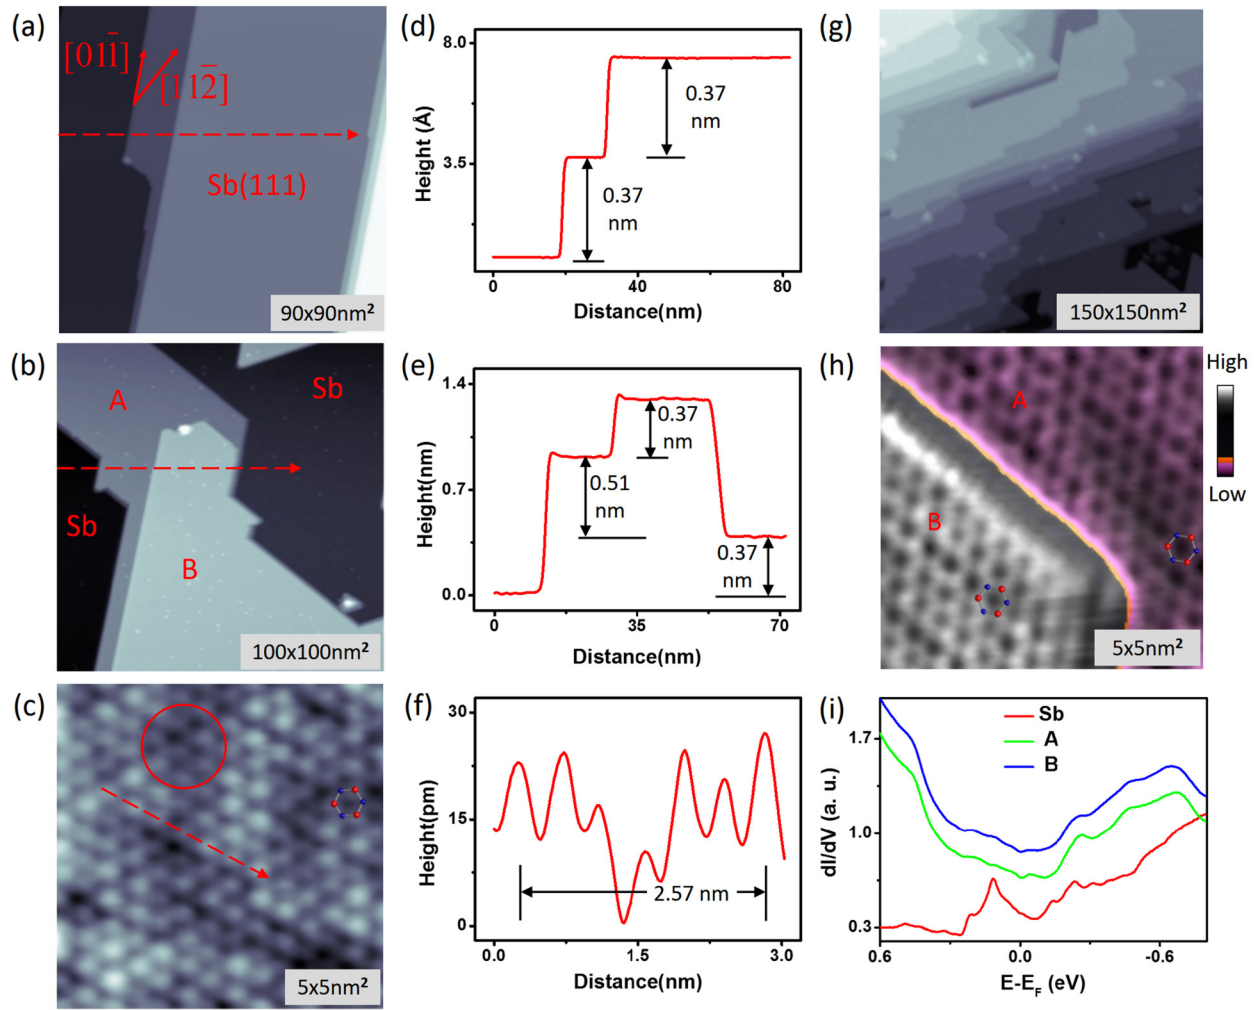 (a)
[01̄1̄]
[112̄]
Sb(111)
90x90nm²
(d)
8.0
3.5
Height (Å)
0.37
nm
0.37
nm
0
40
80
Distance(nm)
(g)
150x150nm²
(b)
A
Sb
Sb
B
100x100nm²
(e)
1.4
0.7
0.0
Height(nm)
0.37
nm
0.51
nm
0.37
nm
0
35
70
Distance(nm)
(h)
A
B
5x5nm²
High
Low
(c)
5x5nm²
(f)
30
15
0
Height(pm)
2.57 nm
0.0
1.5
3.0
Distance(nm)
(i)
Sb
A
B
1.7
1.0
0.3
dI/dV (a. u.)
0.6
0.0
-0.6
E-E_F (eV)